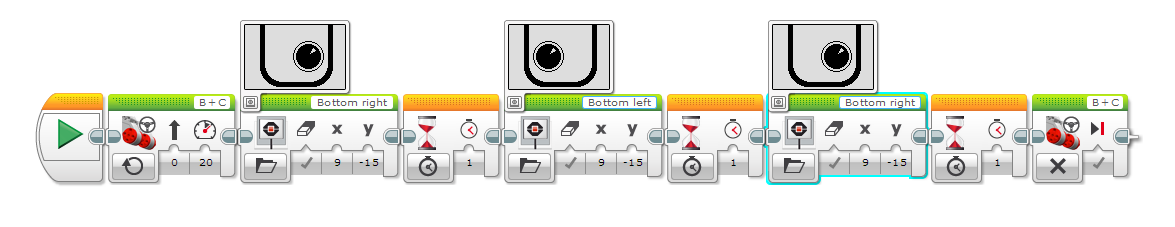 B + C
Bottom right
Bottom left
Bottom right
B + C
x y
x y
x y
0 20
9 -15
1
9 -15
1
9 -15
1